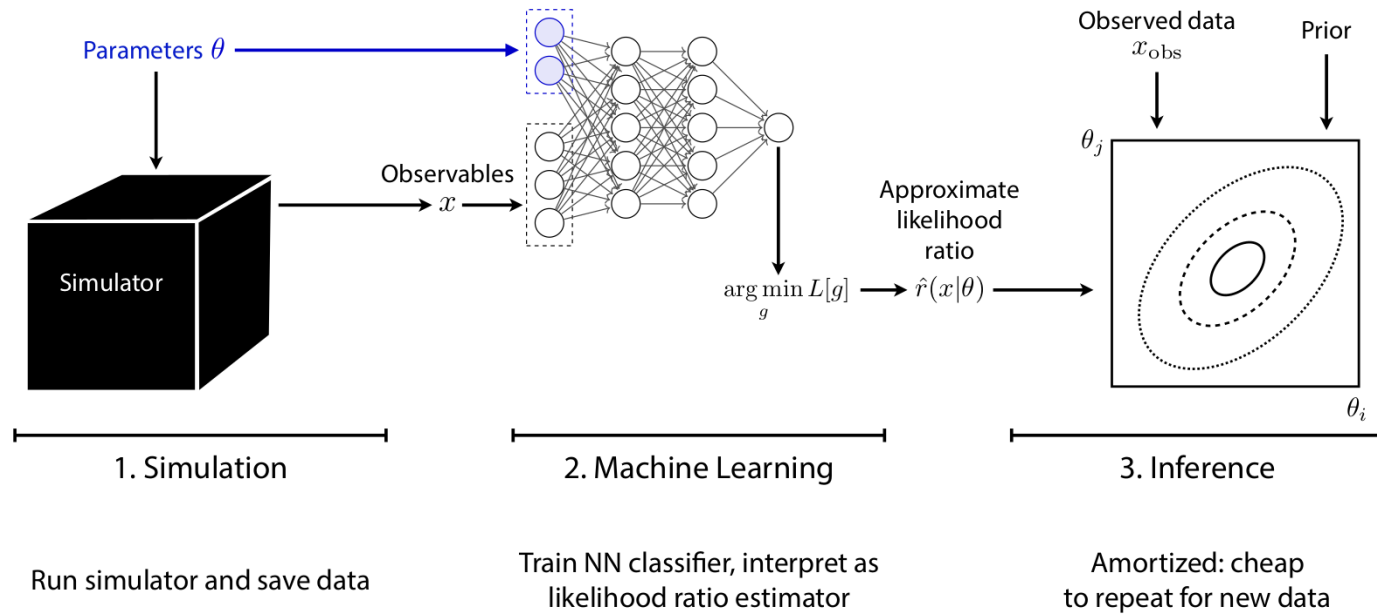 Parameters θ
Simulator
Observables
x
arg min L[g]
g
Approximate
likelihood
ratio
r̂(x|θ)
Observed data
x_obs
Prior
θ_j
θ_i
1. Simulation
2. Machine Learning
3. Inference
Run simulator and save data
Train NN classifier, interpret as
likelihood ratio estimator
Amortized: cheap
to repeat for new data